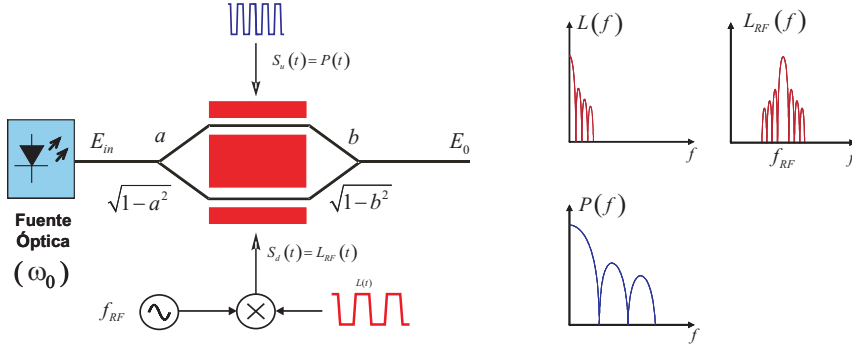 S_u(t) = P(t)
E_in
a
b
E_0
√1-a²
√1-b²
Fuente
Óptica
(ω_0)
S_d(t) = L_RF(t)
L(t)
f_RF
L(f)
f
L_RF(f)
f_RF
f
P(f)
f